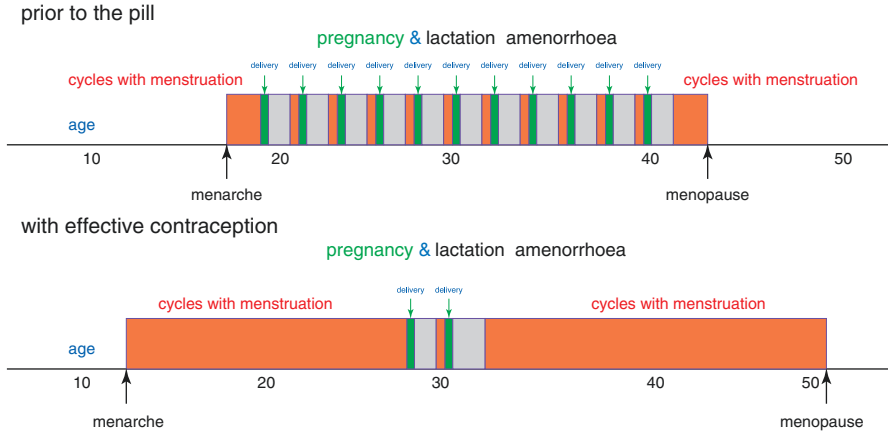 prior to the pill
pregnancy & lactation amenorrhoea
delivery delivery delivery delivery delivery delivery delivery delivery delivery delivery delivery
cycles with menstruation cycles with menstruation
age
10 20 30 40 50
menarche menopause
with effective contraception
pregnancy & lactation amenorrhoea
delivery delivery
cycles with menstruation cycles with menstruation
age
10 20 30 40 50
menarche menopause